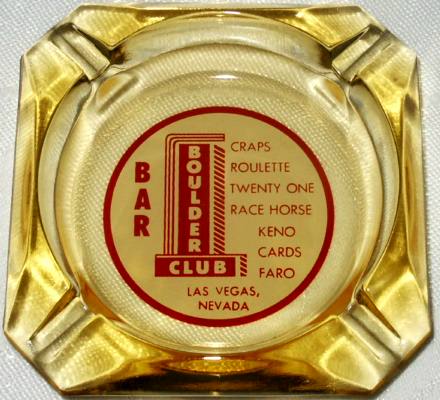 BAR
BOULDER
CLUB
CRAPS
ROULETTE
TWENTY ONE
RACE HORSE
KENO
CARDS
FARO
LAS VEGAS,
NEVADA